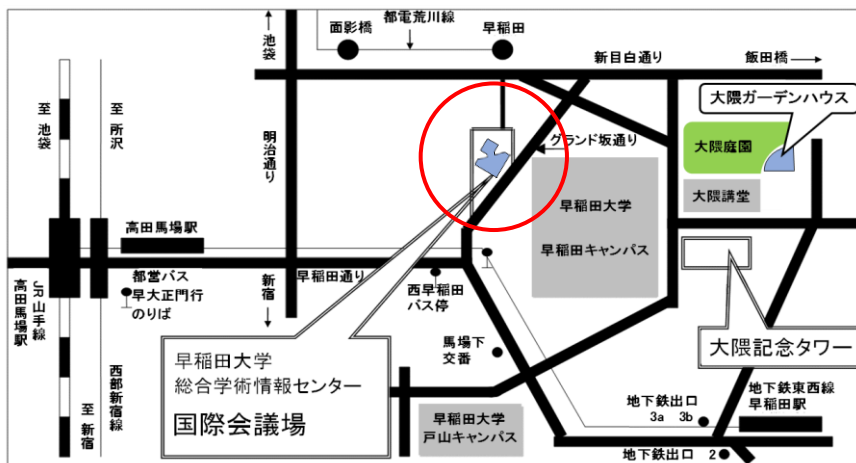 池袋
面影橋
都電荒川線
早稲田
新目白通り
飯田橋
大隈ガーデンハウス
至 池袋
至 所沢
明治通り
グランド坂通り
大隈庭園
大隈講堂
早稲田大学
早稲田キャンパス
高田馬場駅
早稲田通り
都営バス
早大正門行
のりば
新宿
西早稲田
バス停
JR山手線
高田馬場駅
西部新宿線
至 新宿
早稲田大学
総合学術情報センター
国際会議場
馬場下
交番
大隈記念タワー
早稲田大学
戸山キャンパス
地下鉄出口
3a 3b
地下鉄東西線
早稲田駅
地下鉄出口 2